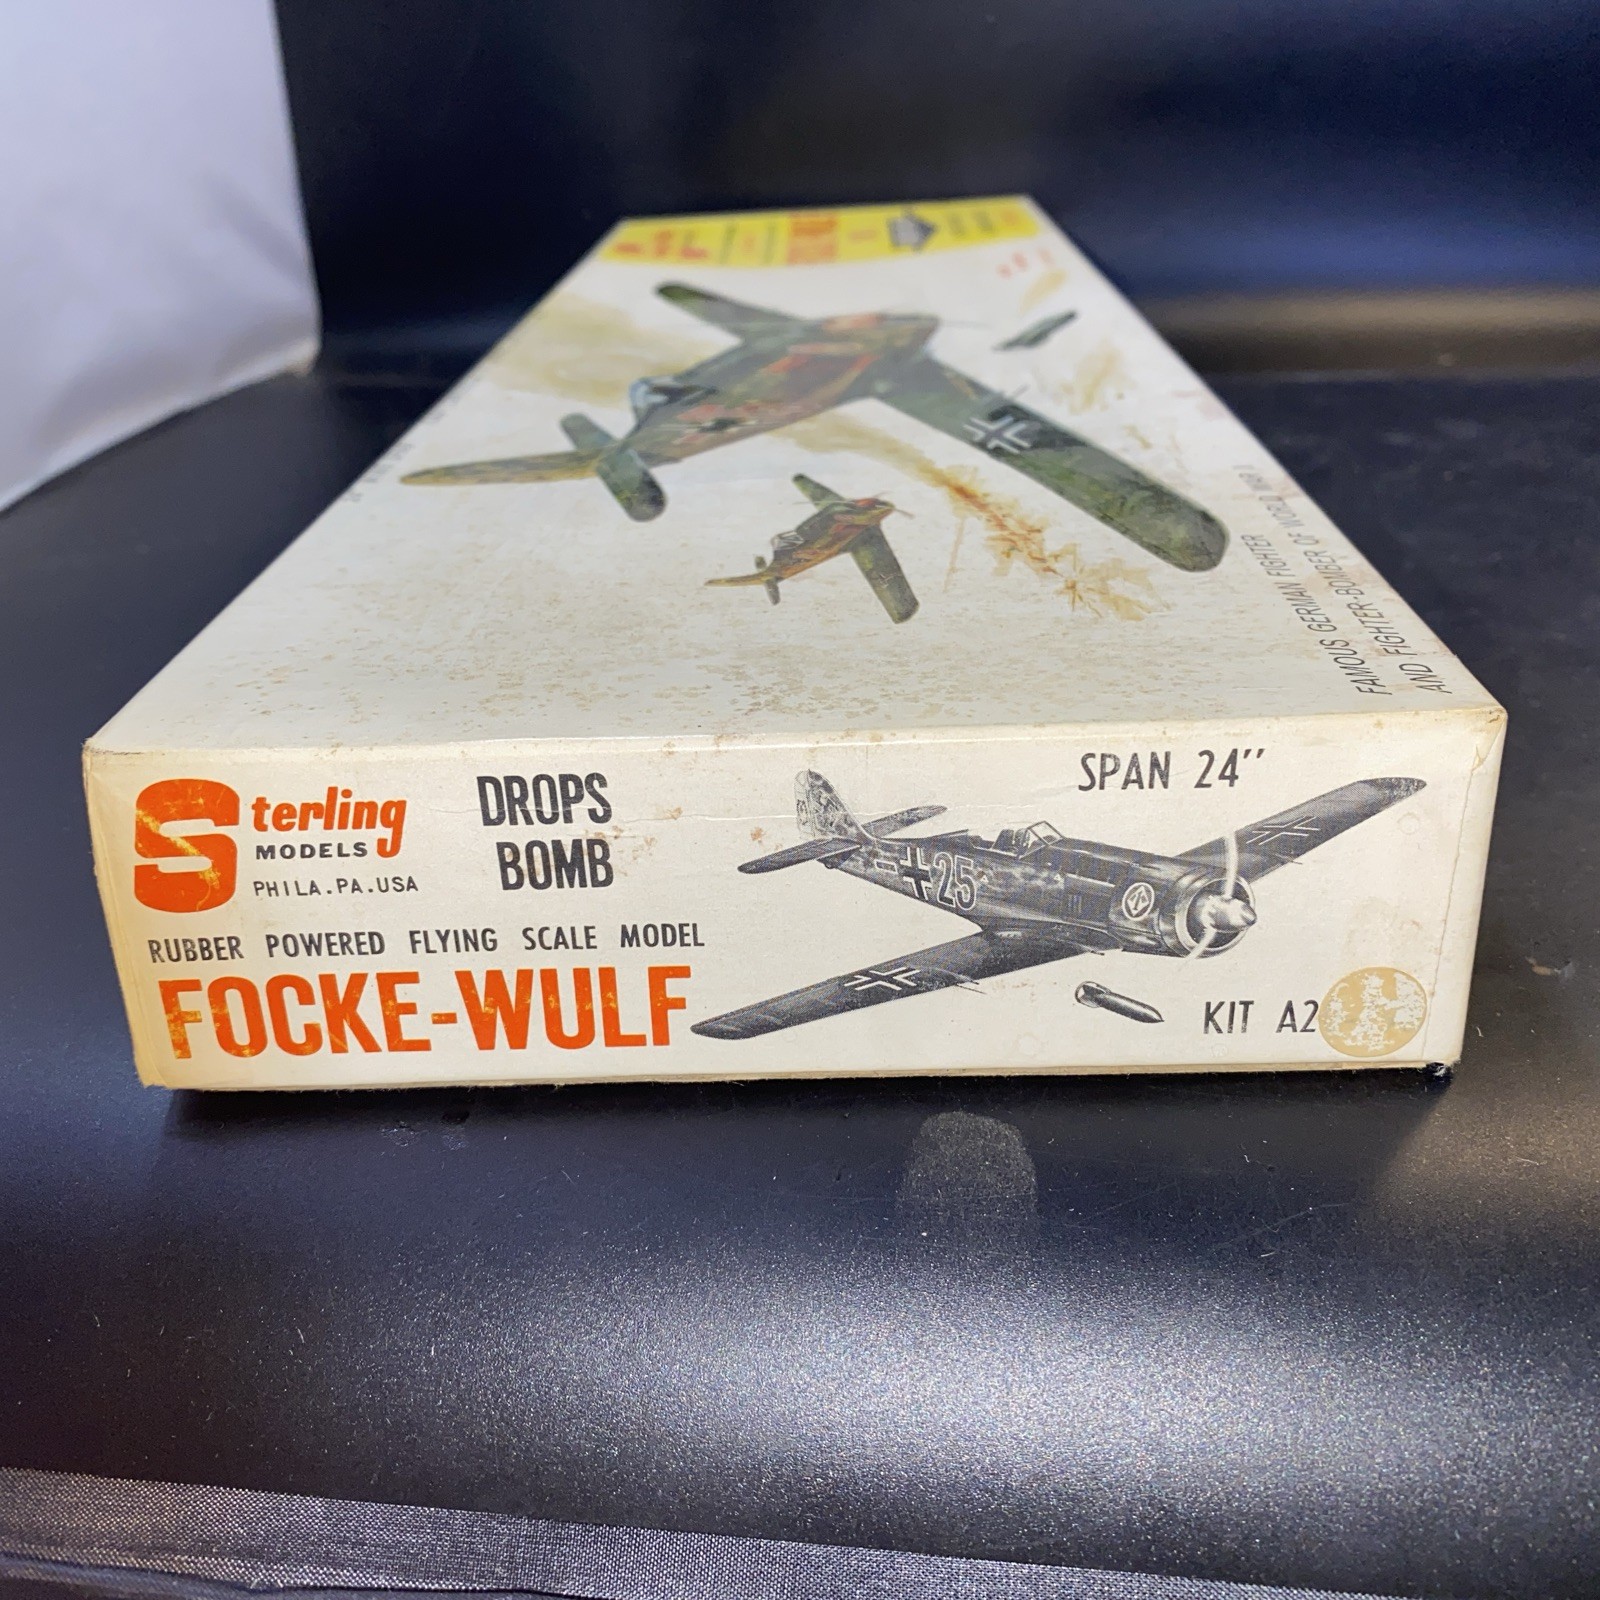 FAMOUS GERMAN FIGHTER
AND FIGHTER-BOMBER OF WORLD WAR II
Sterling
MODELS
PHILA.PA.USA
DROPS
BOMB
SPAN 24"
25
RUBBER POWERED FLYING SCALE MODEL
FOCKE-WULF
KIT A2